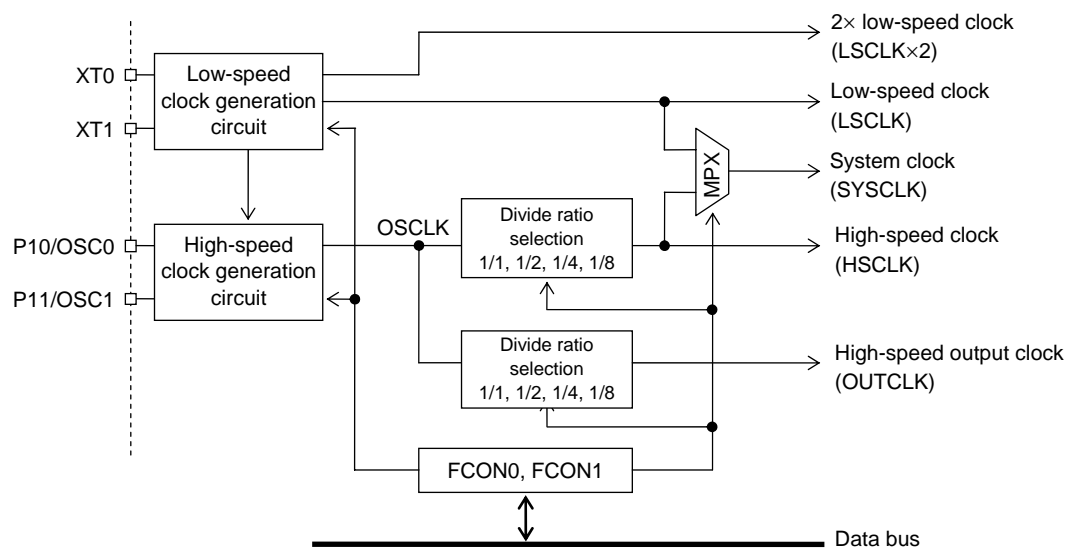 2× low-speed clock
(LSCLK×2)
XT0
Low-speed
clock generation
circuit
XT1
Low-speed clock
(LSCLK)
MPX
System clock
(SYSCLK)
P10/OSC0
High-speed
clock generation
circuit
P11/OSC1
OSCLK
Divide ratio
selection
1/1, 1/2, 1/4, 1/8
High-speed clock
(HSCLK)
Divide ratio
selection
1/1, 1/2, 1/4, 1/8
High-speed output clock
(OUTCLK)
FCON0, FCON1
Data bus